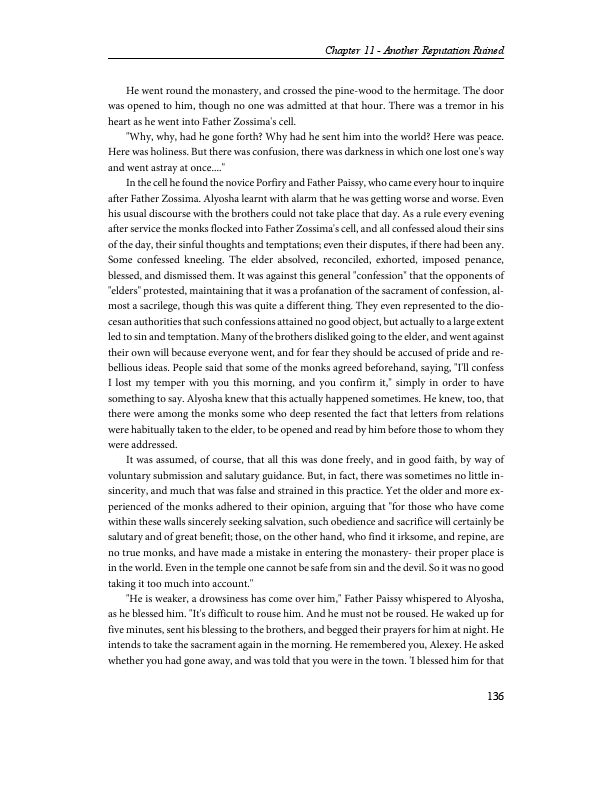 Chapter 11 - Another Reputation Ruined
He went round the monastery, and crossed the pine-wood to the hermitage. The door
was opened to him, though no one was admitted at that hour. There was a tremor in his
heart as he went into Father Zossima's cell.
"Why, why, had he gone forth? Why had he sent him into the world? Here was peace.
Here was holiness. But there was confusion, there was darkness in which one lost one's way
and went astray at once...."
In the cell he found the novice Porfiry and Father Paissy, who came every hour to inquire
after Father Zossima. Alyosha learnt with alarm that he was getting worse and worse. Even
his usual discourse with the brothers could not take place that day. As a rule every evening
after service the monks flocked into Father Zossima's cell, and all confessed aloud their sins
of the day, their sinful thoughts and temptations; even their disputes, if there had been any.
Some confessed kneeling. The elder absolved, reconciled, exhorted, imposed penance,
blessed, and dismissed them. It was against this general "confession" that the opponents of
"elders" protested, maintaining that it was a profanation of the sacrament of confession, al-
most a sacrilege, though this was quite a different thing. They even represented to the dio-
cesan authorities that such confessions attained no good object, but actually to a large extent
led to sin and temptation. Many of the brothers disliked going to the elder, and went against
their own will because everyone went, and for fear they should be accused of pride and re-
bellious ideas. People said that some of the monks agreed beforehand, saying, "I'll confess
I lost my temper with you this morning, and you confirm it," simply in order to have
something to say. Alyosha knew that this actually happened sometimes. He knew, too, that
there were among the monks some who deep resented the fact that letters from relations
were habitually taken to the elder, to be opened and read by him before those to whom they
were addressed.
It was assumed, of course, that all this was done freely, and in good faith, by way of
voluntary submission and salutary guidance. But, in fact, there was sometimes no little in-
sincerity, and much that was false and strained in this practice. Yet the older and more ex-
perienced of the monks adhered to their opinion, arguing that "for those who have come
within these walls sincerely seeking salvation, such obedience and sacrifice will certainly be
salutary and of great benefit; those, on the other hand, who find it irksome, and repine, are
no true monks, and have made a mistake in entering the monastery- their proper place is
in the world. Even in the temple one cannot be safe from sin and the devil. So it was no good
taking it too much into account."
"He is weaker, a drowsiness has come over him," Father Paissy whispered to Alyosha,
as he blessed him. "It's difficult to rouse him. And he must not be roused. He waked up for
five minutes, sent his blessing to the brothers, and begged their prayers for him at night. He
intends to take the sacrament again in the morning. He remembered you, Alexey. He asked
whether you had gone away, and was told that you were in the town. 'I blessed him for that
136